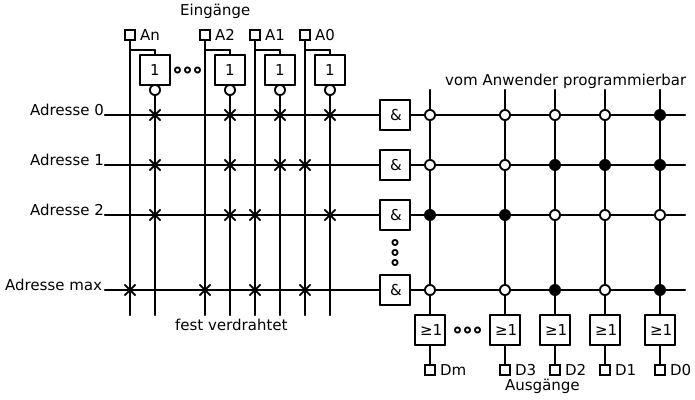 Eingänge
An A2 A1 A0
1 1 1 1
vom Anwender programmierbar
Adresse 0 &
Adresse 1 &
Adresse 2 &
Adresse max &
fest verdrahtet
≥1 ≥1 ≥1 ≥1 ≥1
Dm D3 D2 D1 D0
Ausgänge